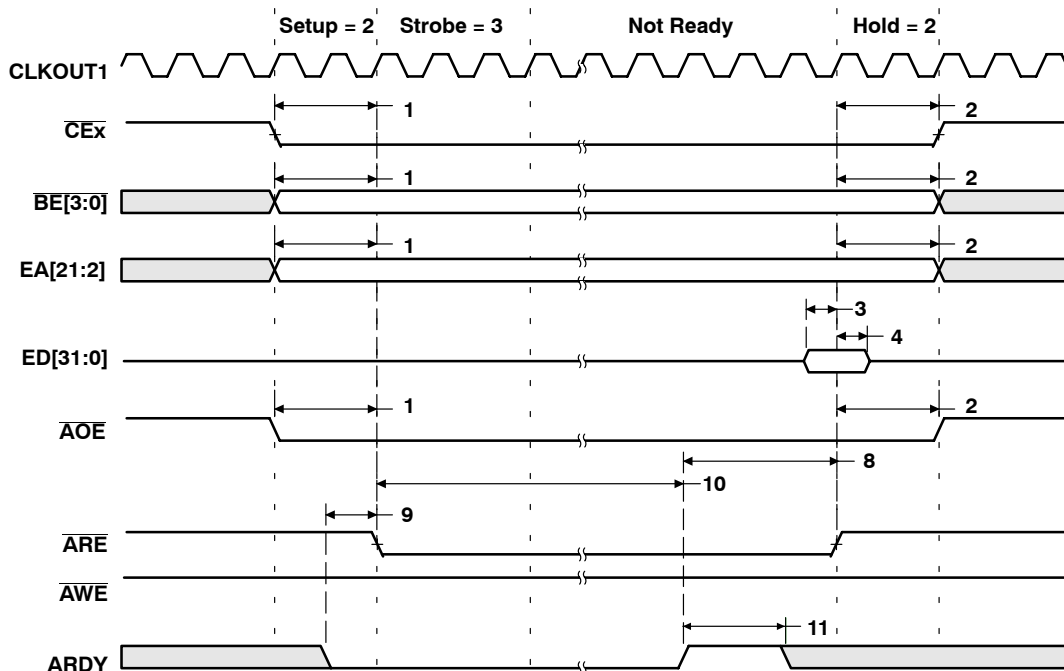 Setup = 2 Strobe = 3 Not Ready Hold = 2
CLKOUT1
1 2
CEx
1 2
BE[3:0]
1 2
EA[21:2]
3
4
ED[31:0]
1 2
AOE
8
10
9
ARE
AWE
11
ARDY